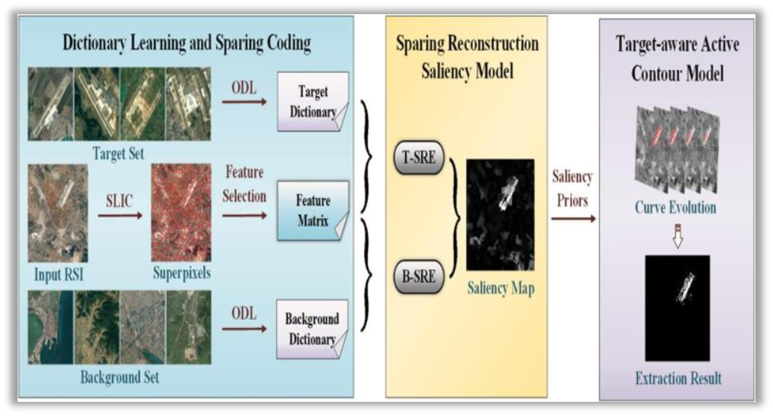 Dictionary Learning and Sparing Coding
ODL
Target
Dictionary
Target Set
SLIC
Feature
Selection
Feature
Matrix
Input RSI
Superpixels
ODL
Background
Dictionary
Background Set
Sparing Reconstruction
Saliency Model
T-SRE
B-SRE
Saliency Map
Saliency
Priors
Target-aware Active
Contour Model
Curve Evolution
Extraction Result